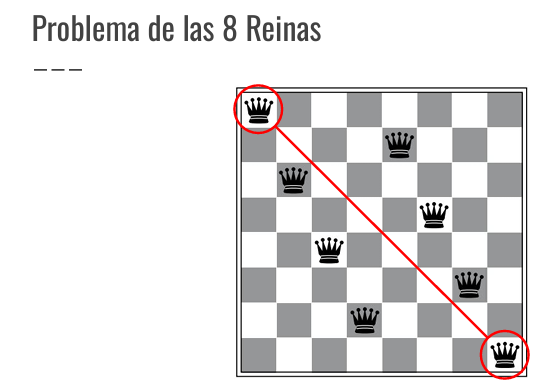 Problema de las 8 Reinas